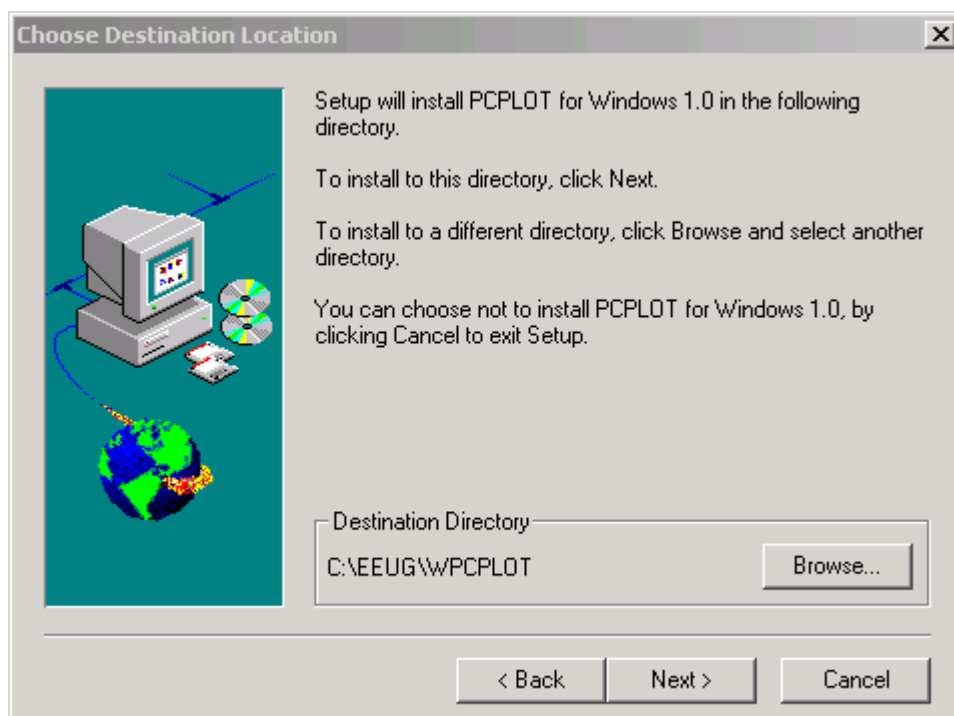 Choose Destination Location
Setup will install PCPLOT for Windows 1.0 in the following
directory.
To install to this directory, click Next.
To install to a different directory, click Browse and select another
directory.
You can choose not to install PCPLOT for Windows 1.0, by
clicking Cancel to exit Setup.
Destination Directory
C:\EEUG\WPCPLOT
Browse...
< Back
Next >
Cancel